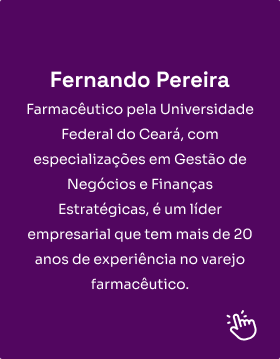 Fernando Pereira
Farmacêutico pela Universidade
Federal do Ceará, com
especializações em Gestão de
Negócios e Finanças
Estratégicas, é um líder
empresarial que tem mais de 20
anos de experiência no varejo
farmacêutico.